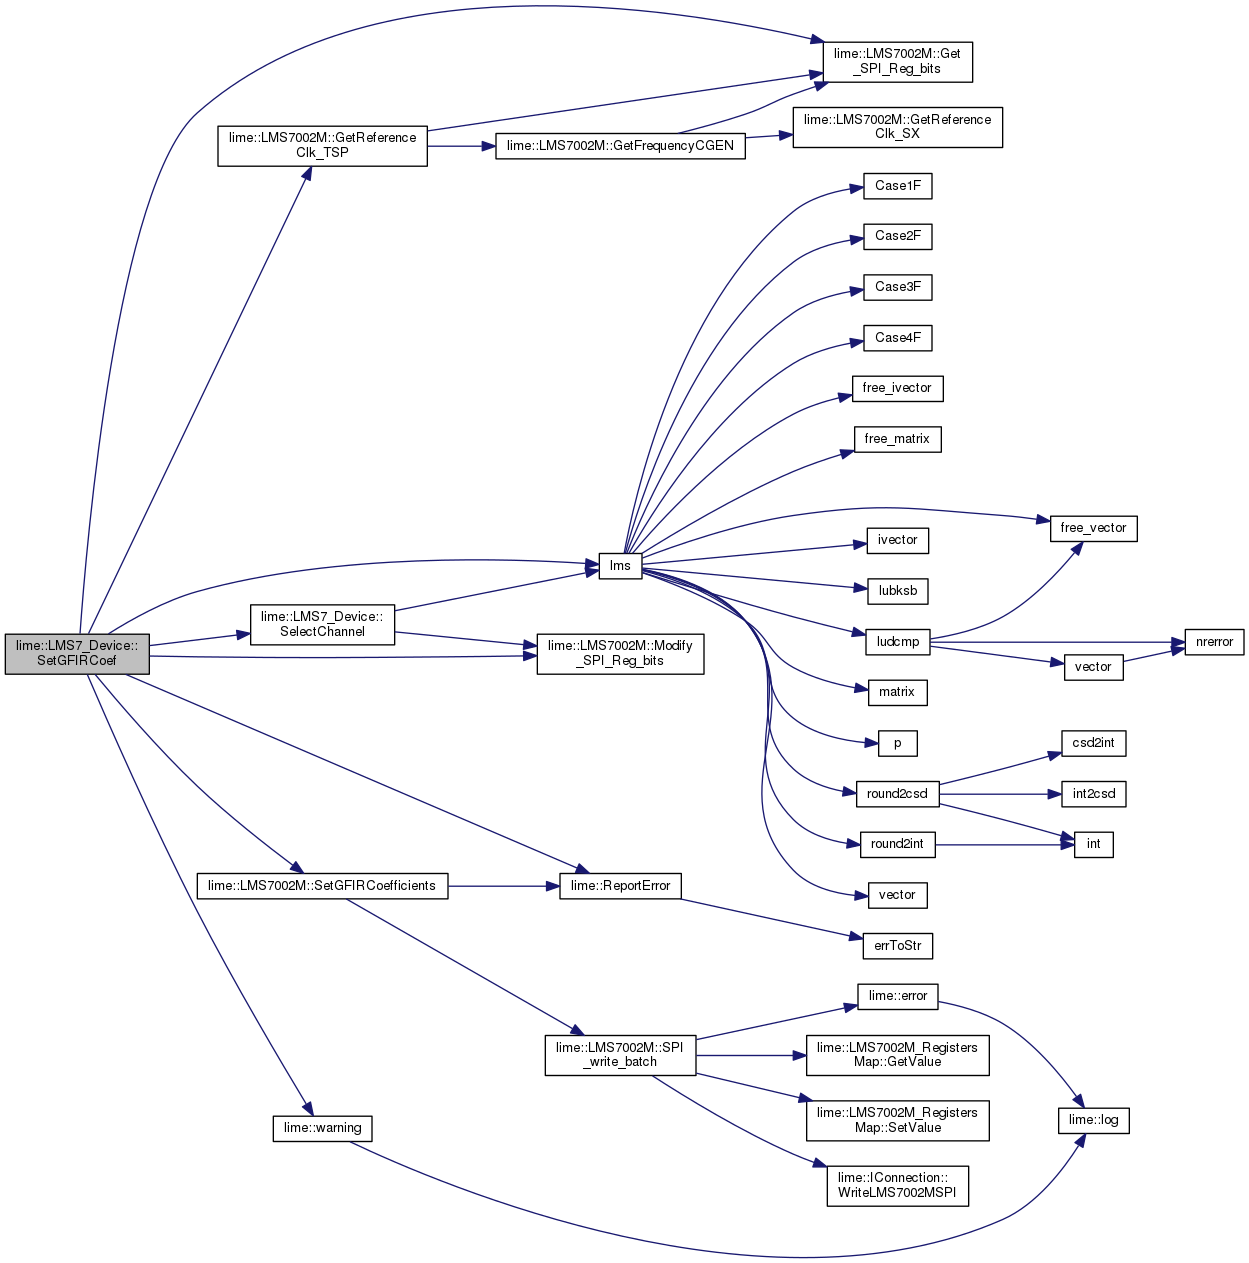 lime::LMS7002M::Get
_SPI_Reg_bits
lime::LMS7002M::GetReference
Clk_TSP
lime::LMS7002M::GetFrequencyCGEN
lime::LMS7002M::GetReference
Clk_SX
Case1F
Case2F
Case3F
Case4F
free_ivector
free_matrix
free_vector
ivector
lms
lubksb
lime::LMS7_Device::
SelectChannel
lime::LMS7_Device::
SetGFIRCoef
lime::LMS7002M::Modify
_SPI_Reg_bits
ludcmp
nrerror
vector
matrix
p
csd2int
round2csd
int2csd
round2int
int
lime::LMS7002M::SetGFIRCoefficients
lime::ReportError
vector
errToStr
lime::error
lime::LMS7002M::SPI
_write_batch
lime::LMS7002M_Registers
Map::GetValue
lime::LMS7002M_Registers
Map::SetValue
lime::log
lime::warning
lime::IConnection::
WriteLMS7002MSPI